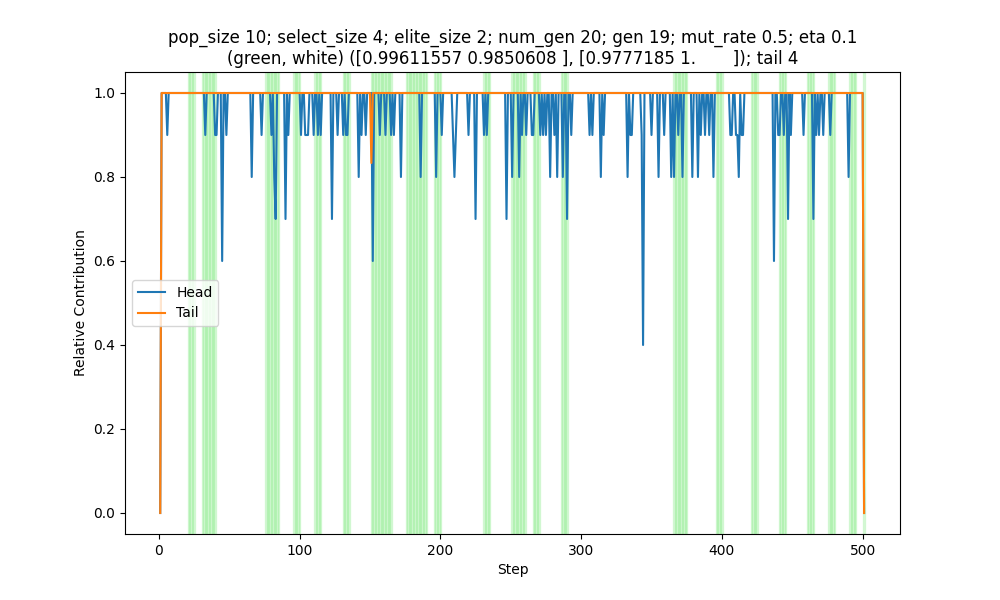 pop_size 10; select_size 4; elite_size 2; num_gen 20; gen 19; mut_rate 0.5; eta 0.1
(green, white) ([0.99611557 0.9850608 ], [0.9777185 1.        ]); tail 4
1.0
0.8
0.6
0.4
0.2
0.0
Relative Contribution
Head
Tail
0
100
200
300
400
500
Step